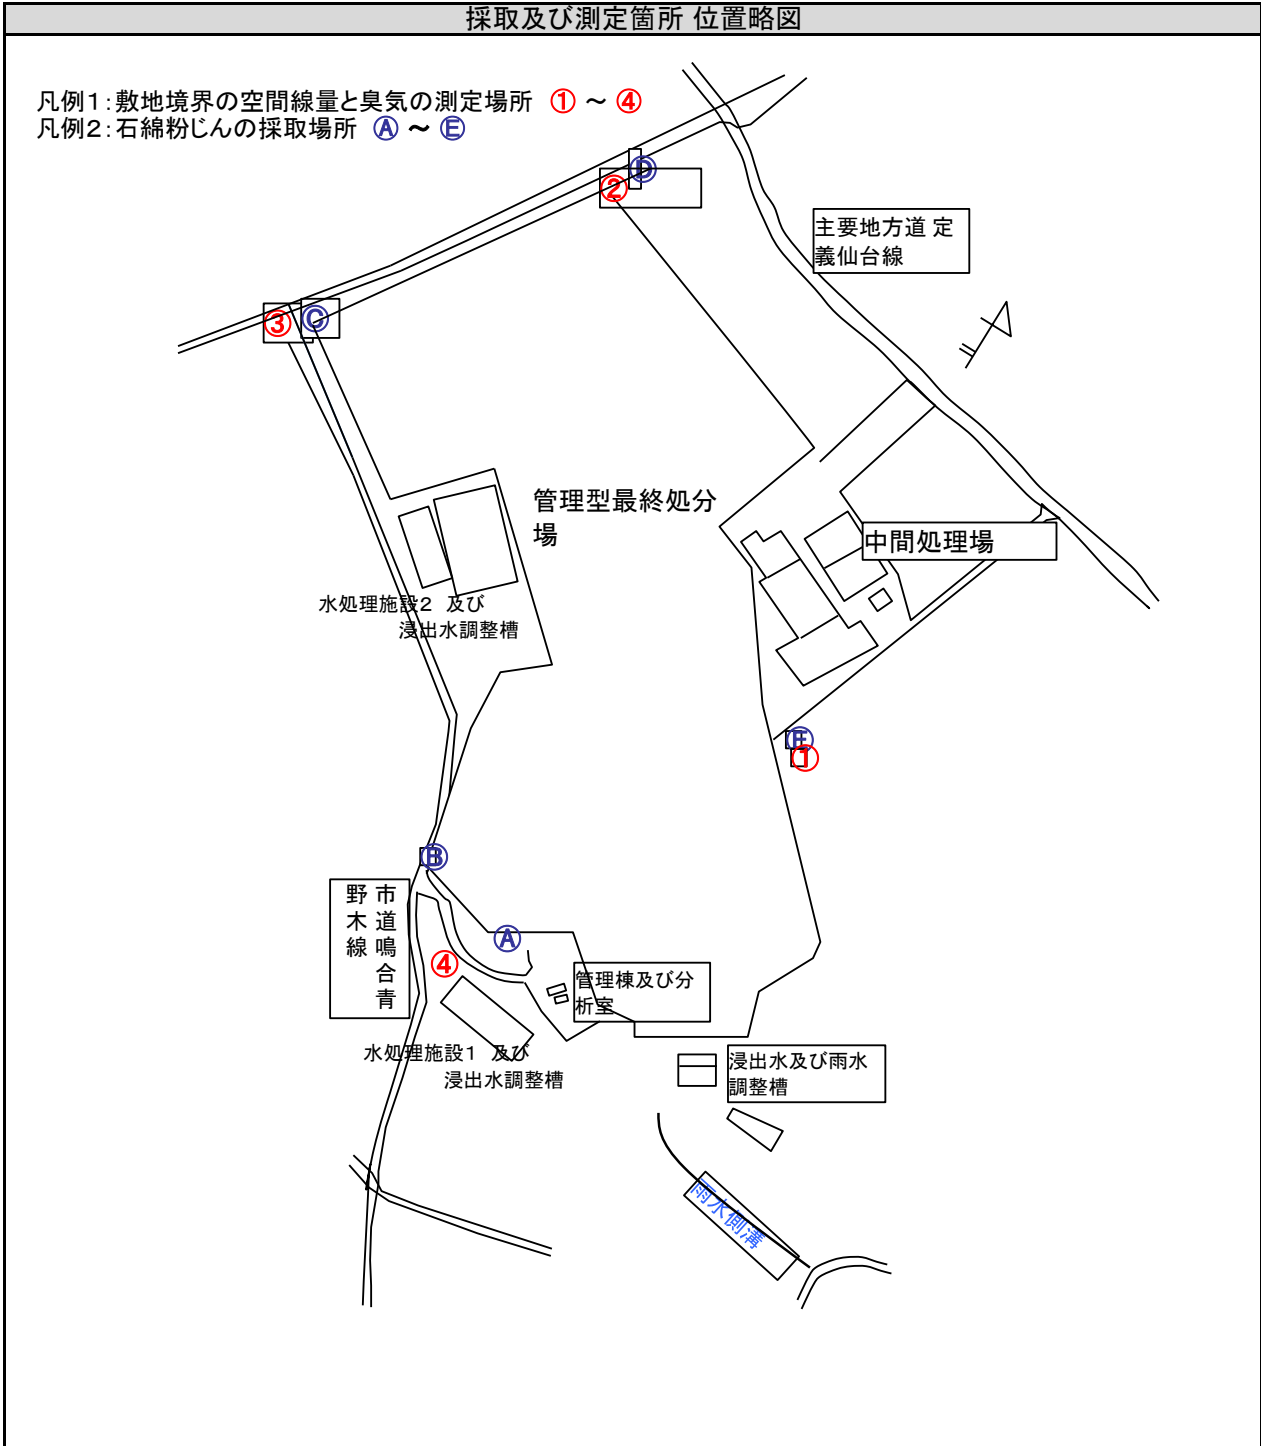 採取及び測定箇所 位置略図
凡例1:敷地境界の空間線量と臭気の測定場所 ① ～ ④
凡例2:石綿粉じんの採取場所 Ⓐ ～ Ⓔ
Ⓓ
②
主要地方道 定
義仙台線
③ Ⓒ
管理型最終処分
場
中間処理場
水処理施設2 及び
浸出水調整槽
Ⓔ
①
Ⓑ
市道鳴合青
野木線
Ⓐ
④
管理棟及び分
析室
水処理施設1 及び
浸出水調整槽
浸出水及び雨水
調整槽
雨水側溝